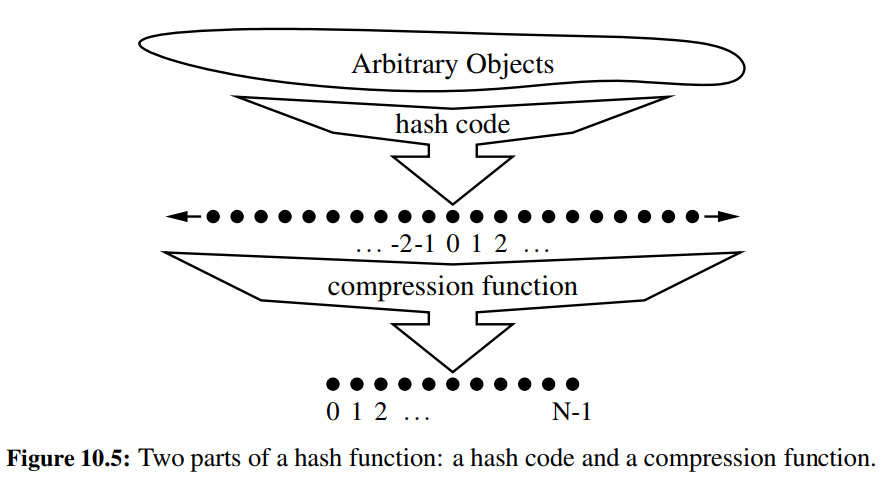 Arbitrary Objects
hash code
... -2 -1 0 1 2 ...
compression function
0 1 2 ... N-1
Figure 10.5: Two parts of a hash function: a hash code and a compression function.